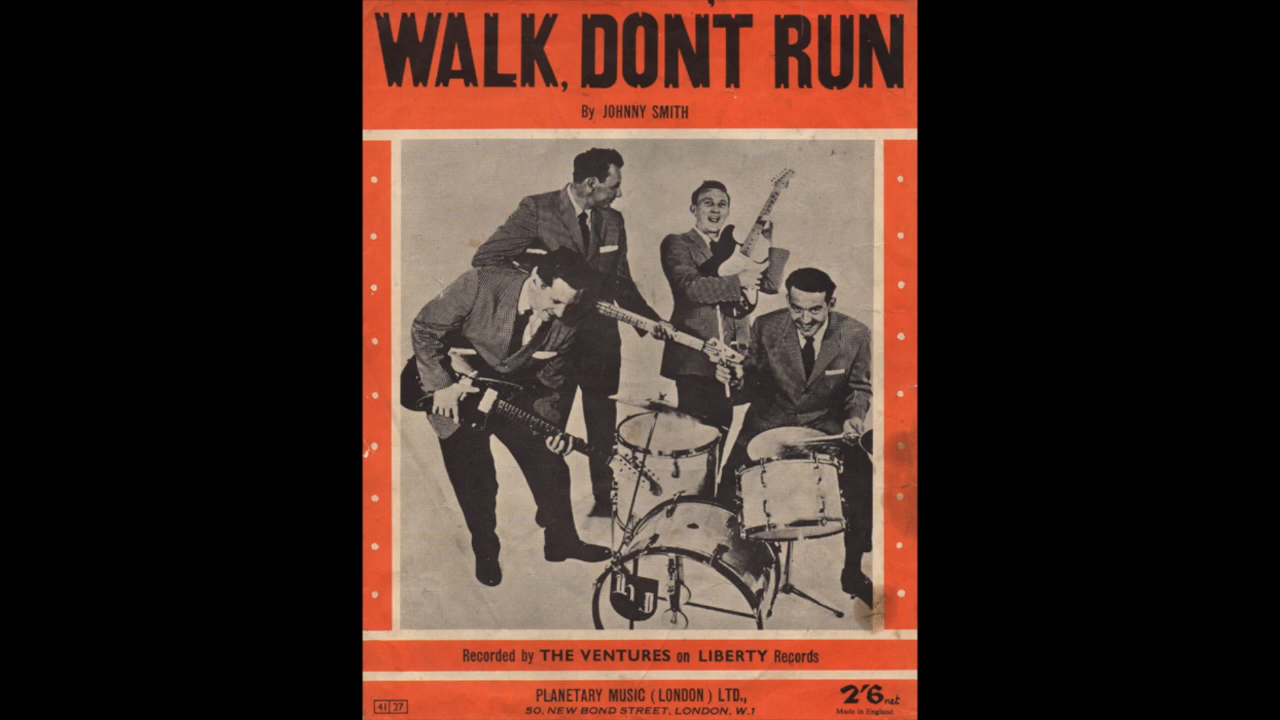 WALK, DON'T RUN
By JOHNNY SMITH
Recorded by THE VENTURES on LIBERTY Records
PLANETARY MUSIC (LONDON) LTD.,
50, NEW BOND STREET, LONDON, W.1
41 27
2'6 net
Made in England